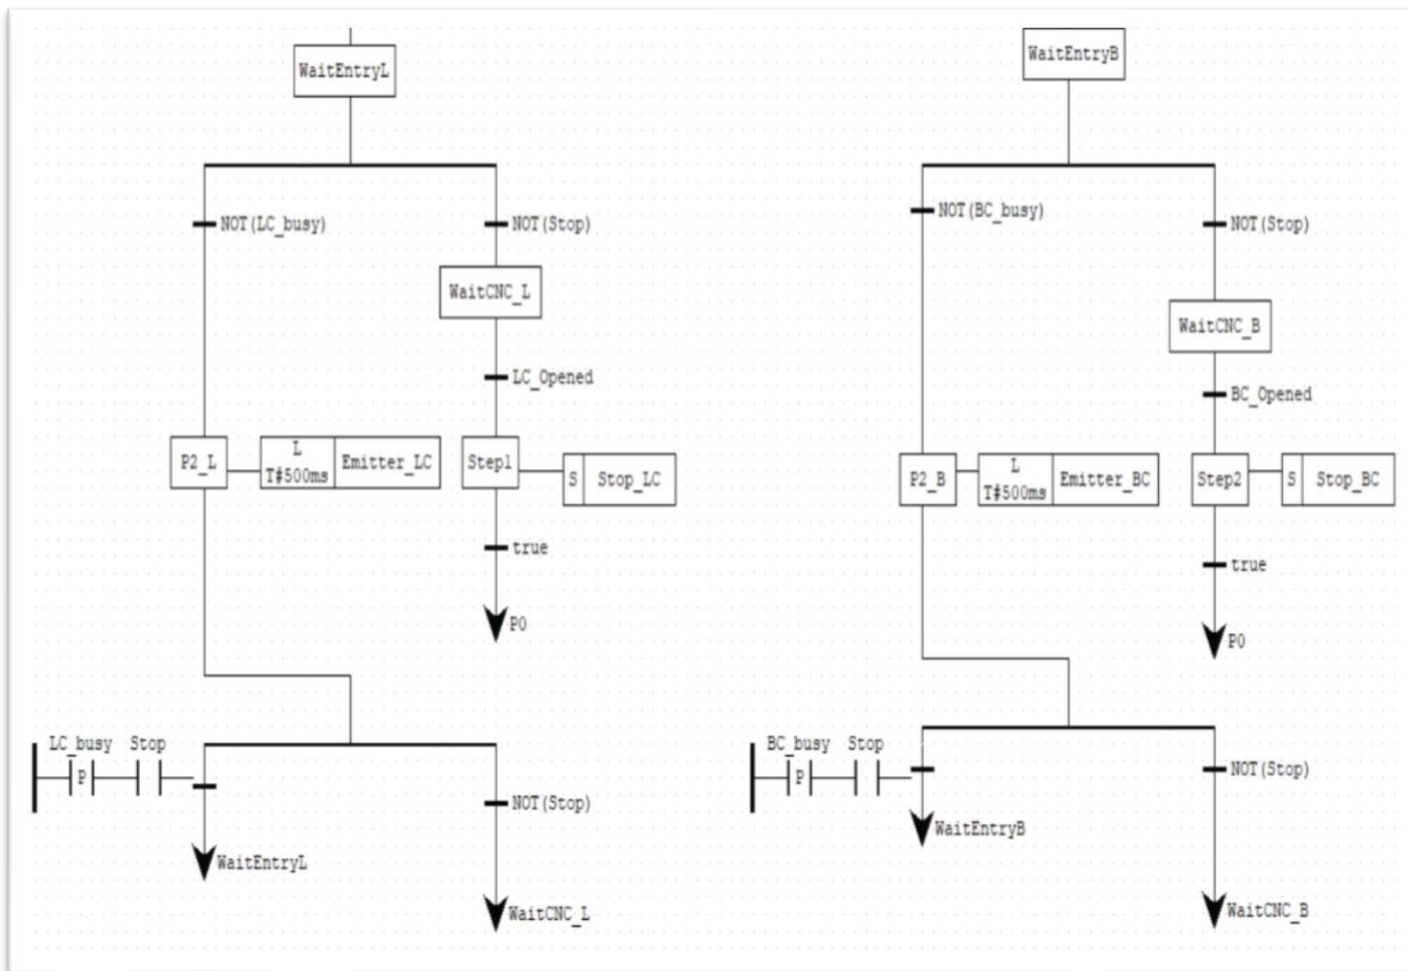 WaitEntryL
NOT(LC_busy)
NOT(Stop)
WaitCNC_L
LC_Opened
P2_L
L
T#500ms
Emitter_LC
Step1
S
Stop_LC
true
P0
LC_busy
Stop
P
NOT(Stop)
WaitEntryL
WaitCNC_L
WaitEntryB
NOT(BC_busy)
NOT(Stop)
WaitCNC_B
BC_Opened
P2_B
L
T#500ms
Emitter_BC
Step2
S
Stop_BC
true
P0
BC_busy
Stop
P
NOT(Stop)
WaitEntryB
WaitCNC_B